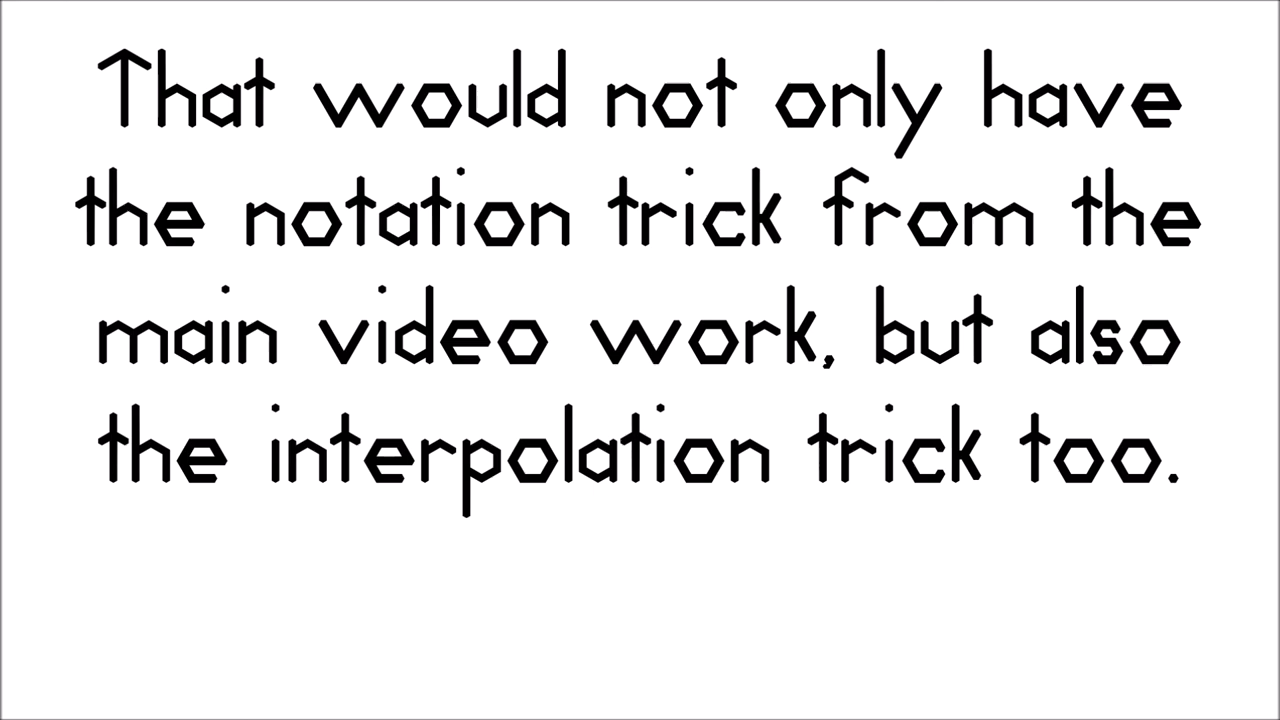 That would not only have
the notation trick from the
main video work, but also
the interpolation trick too.